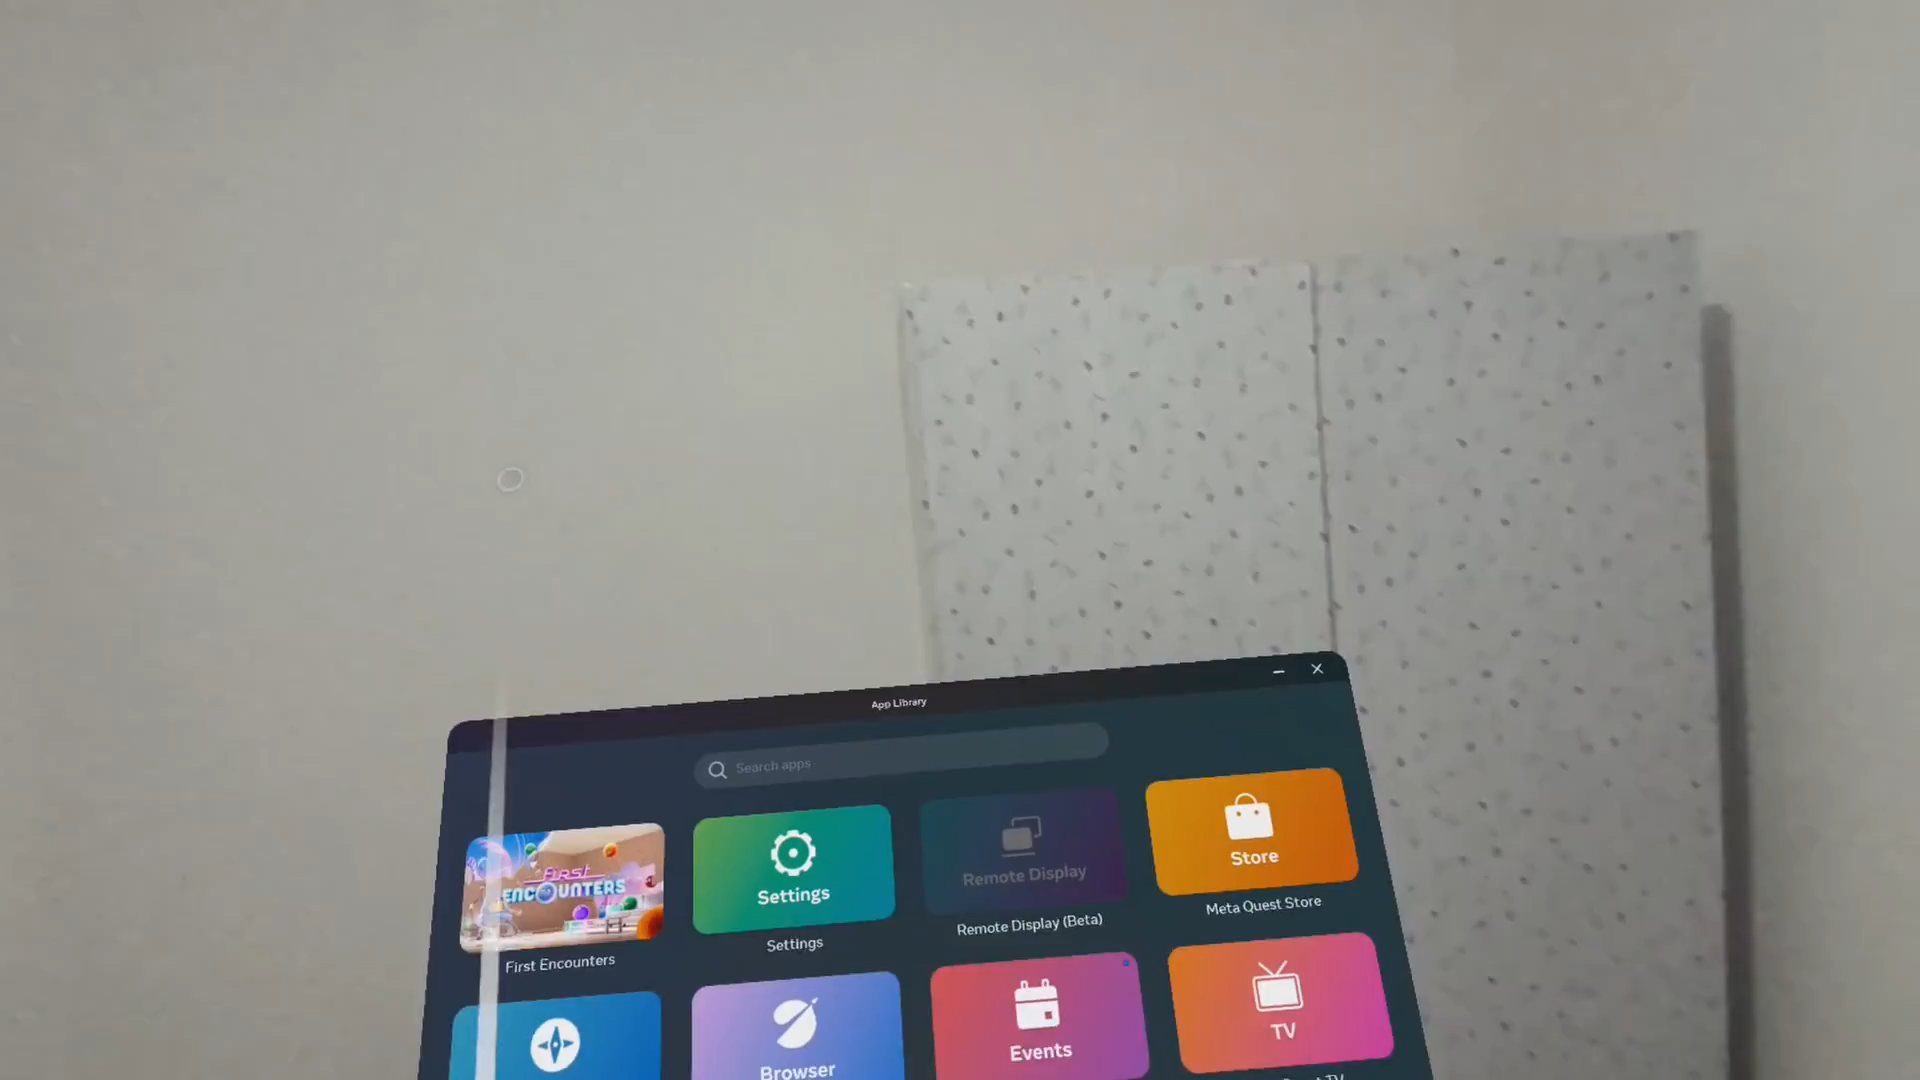 App Library
Search apps
FIRST ENCOUNTERS
Settings
Remote Display
Store
First Encounters
Settings
Remote Display (Beta)
Meta Quest Store
Browser
Events
TV
TV